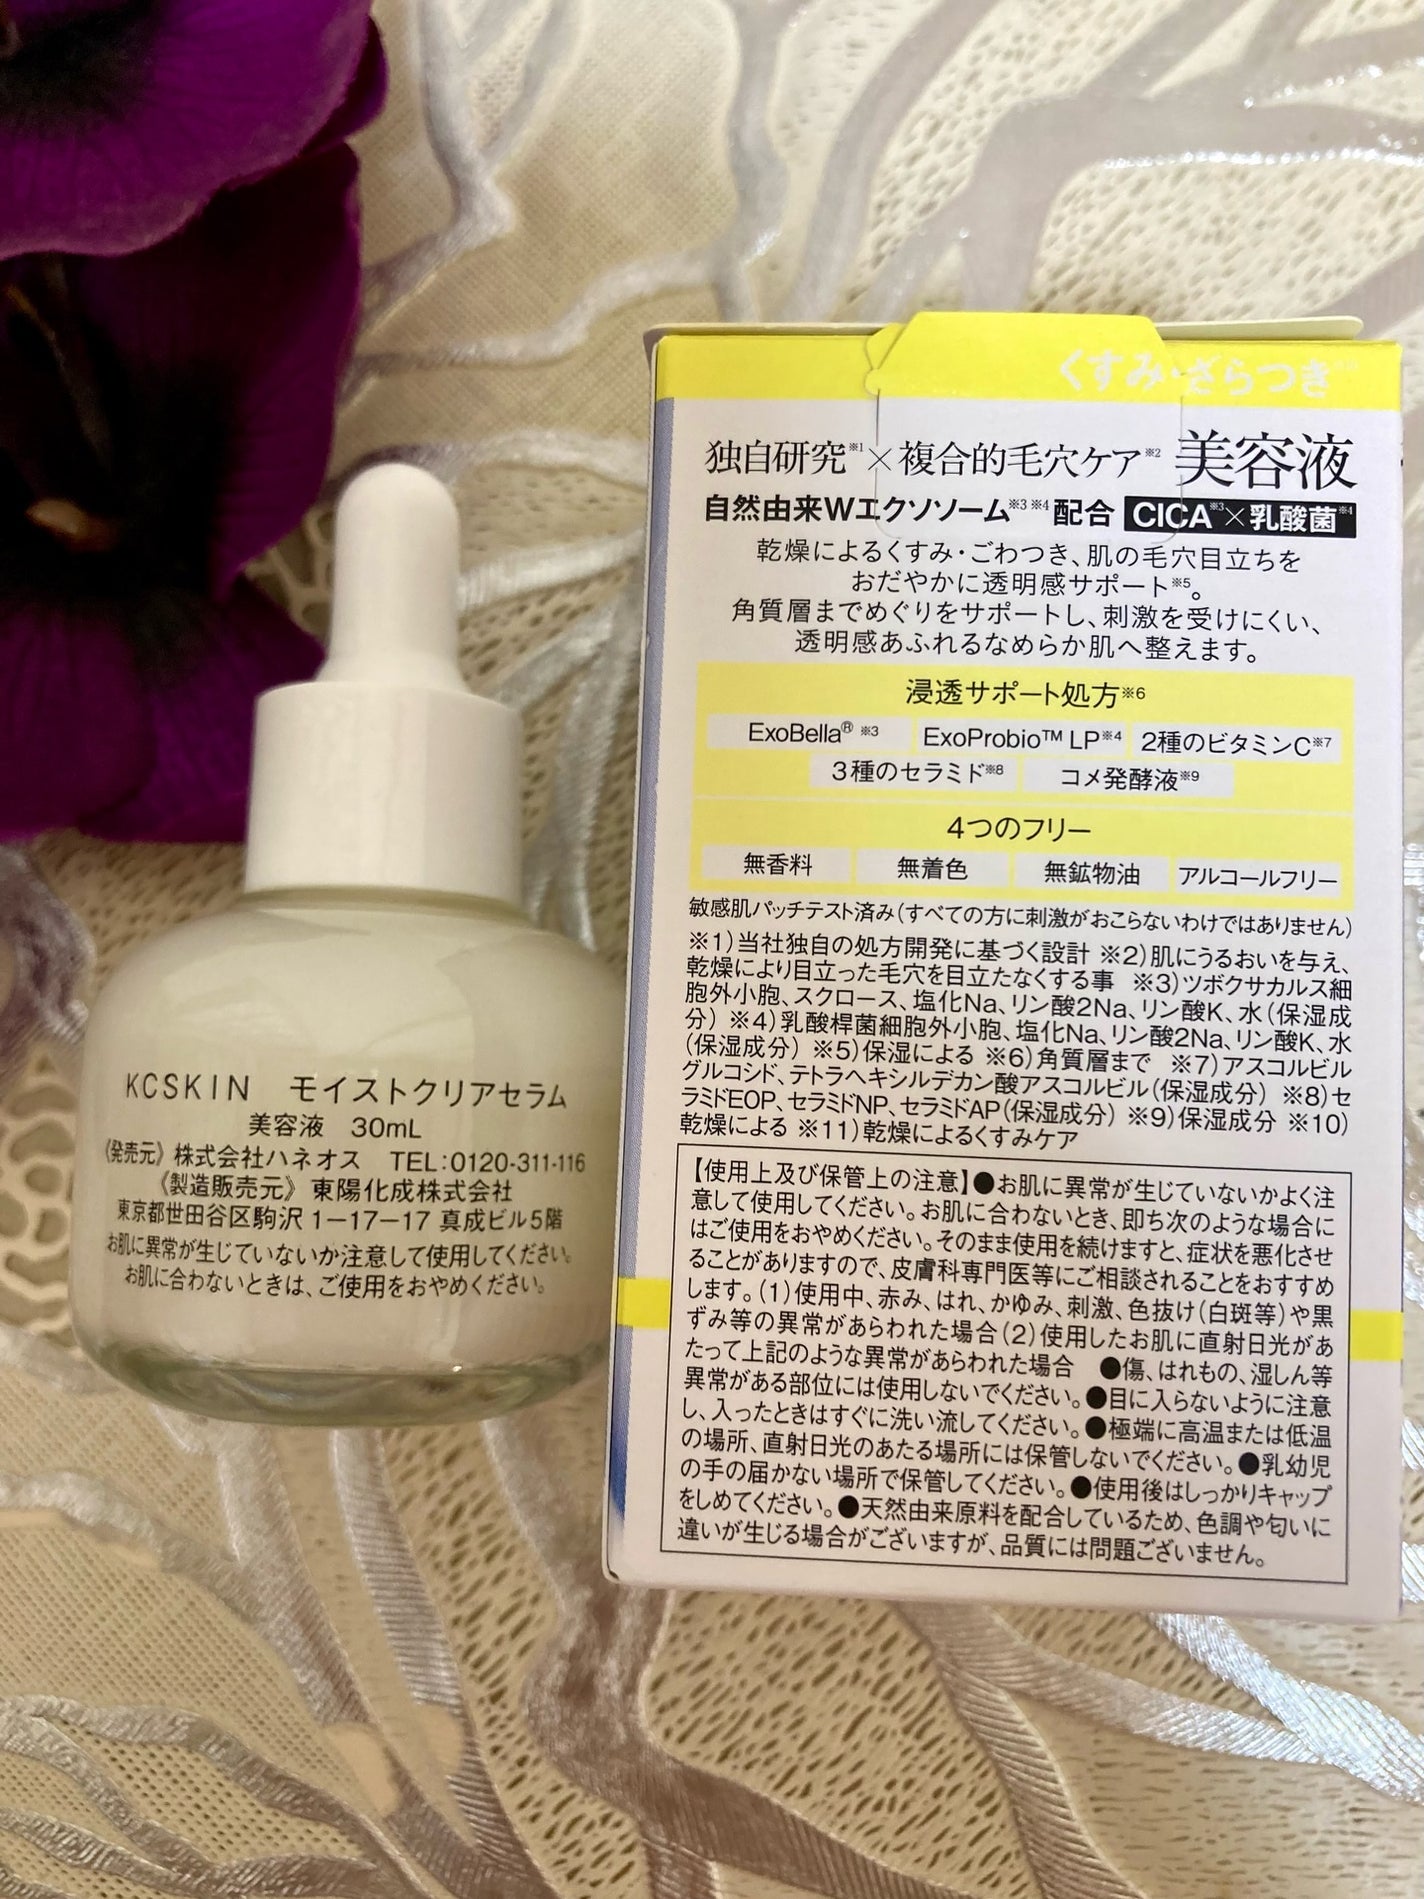 KCSKIN モイストクリアセラム
美容液 30mL
《発売元》株式会社ハネオス TEL:0120-311-116
《製造販売元》東陽化成株式会社
東京都世田谷区駒沢1-17-17 真成ビル5階
お肌に異常が生じていないか注意して使用してください。
お肌に合わないときは、ご使用をおやめください。
くすみ・ざらつき
独自研究※1×複合的毛穴ケア※2 美容液
自然由来Wエクソソーム※3 ※4配合 CICA※3×乳酸菌※4
乾燥によるくすみ・ごわつき、肌の毛穴目立ちを
おだやかに透明感サポート※5。
角質層までめぐりをサポートし、刺激を受けにくい、
透明感あふれるなめらか肌へ整えます。
浸透サポート処方※6
ExoBella® ※3 ExoProbio™ LP※4 2種のビタミンC※7
3種のセラミド※8 コメ発酵液※9
4つのフリー
無香料 無着色 無鉱物油 アルコールフリー
敏感肌パッチテスト済み(すべての方に刺激がおこらないわけではありません)
※1)当社独自の処方開発に基づく設計 ※2)肌にうるおいを与え、
乾燥により目立った毛穴を目立たなくする事 ※3)ツボクサカルス細
胞外小胞、スクロース、塩化Na、リン酸2Na、リン酸K、水(保湿成
分) ※4)乳酸桿菌細胞外小胞、塩化Na、リン酸2Na、リン酸K、水
(保湿成分) ※5)保湿による ※6)角質層まで ※7)アスコルビル
グルコシド、テトラヘキシルデカン酸アスコルビル(保湿成分) ※8)セ
ラミドEOP、セラミドNP、セラミドAP(保湿成分) ※9)保湿成分 ※10)
乾燥による ※11)乾燥によるくすみケア
【使用上及び保管上の注意】●お肌に異常が生じていないかよく注
意して使用してください。お肌に合わないとき、即ち次のような場合に
はご使用をおやめください。そのまま使用を続けますと、症状を悪化させ
ることがありますので、皮膚科専門医等にご相談されることをおすすめ
します。(1)使用中、赤み、はれ、かゆみ、刺激、色抜け(白斑等)や黒
ずみ等の異常があらわれた場合(2)使用したお肌に直射日光があ
たって上記のような異常があらわれた場合 ●傷、はれもの、湿しん等
異常がある部位には使用しないでください。●目に入らないように注意
し、入ったときはすぐに洗い流してください。●極端に高温または低温
の場所、直射日光のあたる場所には保管しないでください。●乳幼児
の手の届かない場所で保管してください。●使用後はしっかりキャップ
をしめてください。●天然由来原料を配合しているため、色調や匂いに
違いが生じる場合がございますが、品質には問題ございません。